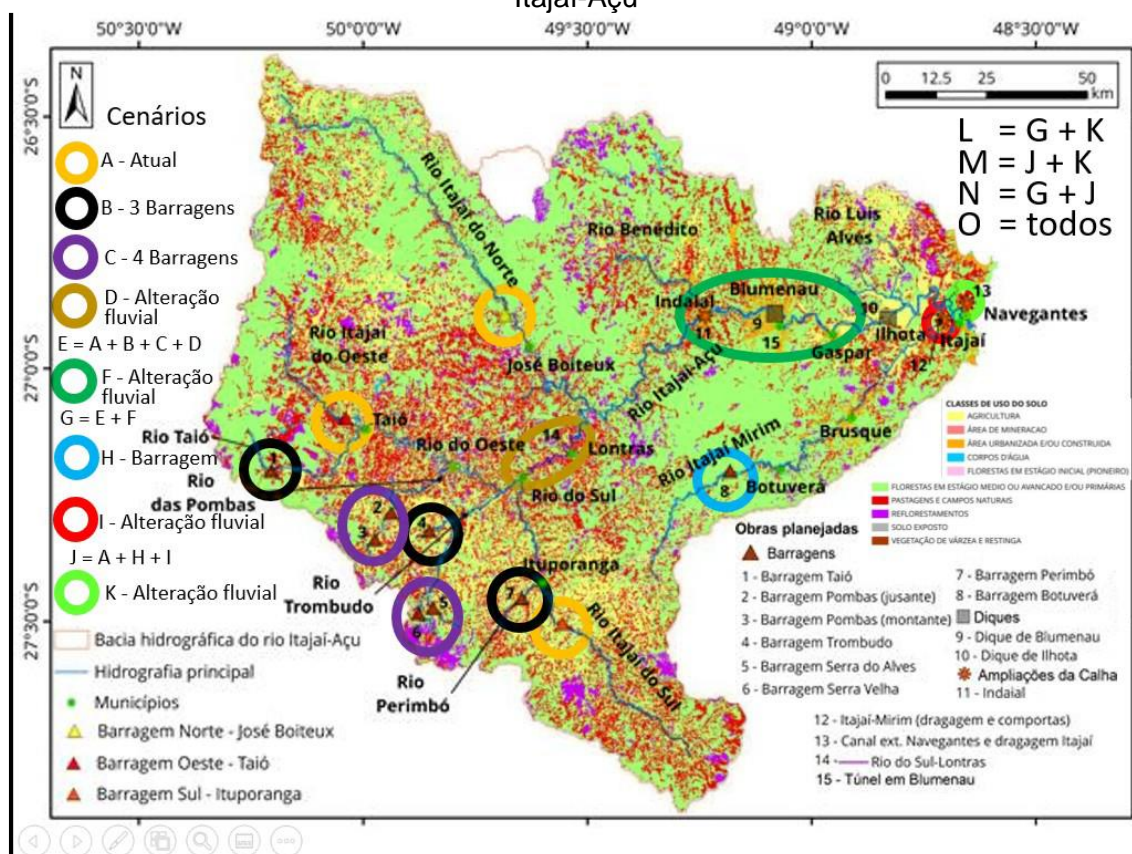 Itajaí-Açu
50°30'0"W
50°0'0"W
49°30'0"W
49°0'0"W
48°30'0"W
26°30'0"S
27°0'0"S
27°30'0"S
N
0 12.5 25 50
km
Cenários
A - Atual
B - 3 Barragens
C - 4 Barragens
D - Alteração
fluvial
E = A + B + C + D
F - Alteração
fluvial
G = E + F
H - Barragem
I - Alteração fluvial
J = A + H + I
K - Alteração fluvial
L = G + K
M = J + K
N = G + J
O = todos
Rio Itajaí do Norte
Rio Benédito
Rio Luis
Alves
Indaial
Blumenau
10
13
Navegantes
11
9
15
Gaspar
Ilhota
Itajaí
12
Rio Itajaí
do Oeste
José Boiteux
Rio Itajaí-Açu
Taió
Rio do Oeste
14
Lontras
Rio Itajaí Mirim
Brusque
Rio Taió
1
Rio
das Pombas
Rio do Sul
8
Botuverá
2
3
4
Ituporanga
Rio
Trombudo
7
5
6
Rio Itajaí do Sul
Rio
Perimbó
CLASSES DE USO DO SOLO
AGRICULTURA
ÁREA DE MINERACAO
ÁREA URBANIZADA E/OU CONSTRUIDA
CORPOS D'ÁGUA
FLORESTAS EM ESTÁGIO INICIAL (PIONEIRO)
FLORESTAS EM ESTÁGIO MEDIO OU AVANCADO E/OU PRIMÁRIAS
PASTAGENS E CAMPOS NATURAIS
REFLORESTAMENTOS
SOLO EXPOSTO
VEGETAÇÃO DE VÁRZEA E RESTINGA
Obras planejadas
Barragens
1 - Barragem Taió
2 - Barragem Pombas (jusante)
3 - Barragem Pombas (montante)
4 - Barragem Trombudo
5 - Barragem Serra do Alves
6 - Barragem Serra Velha
7 - Barragem Perimbó
8 - Barragem Botuverá
Diques
9 - Dique de Blumenau
10 - Dique de Ilhota
Ampliações da Calha
11 - Indaial
12 - Itajaí-Mirim (dragagem e comportas)
13 - Canal ext. Navegantes e dragagem Itajaí
14 - Rio do Sul-Lontras
15 - Túnel em Blumenau
Bacia hidrográfica do rio Itajaí-Açu
Hidrografia principal
Municípios
Barragem Norte - José Boiteux
Barragem Oeste - Taió
Barragem Sul - Ituporanga